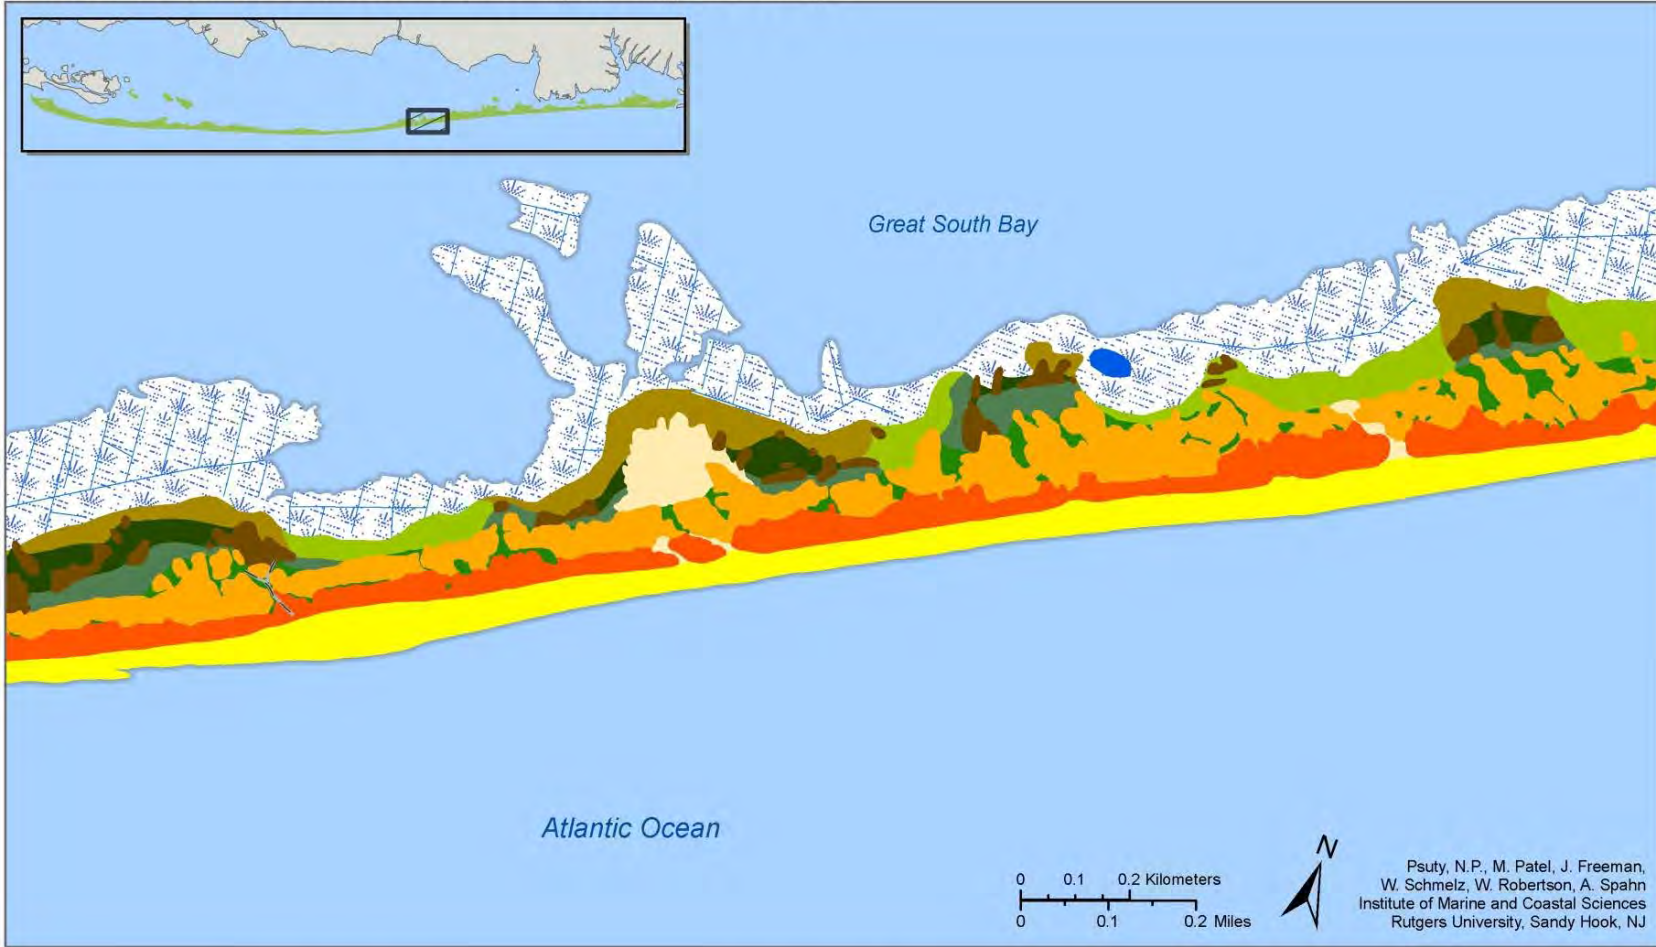 Great South Bay
Atlantic Ocean
0 0.1 0.2 Kilometers
0 0.1 0.2 Miles
N
Psuty, N.P., M. Patel, J. Freeman,
W. Schmelz, W. Robertson, A. Spahn
Institute of Marine and Coastal Sciences
Rutgers University, Sandy Hook, NJ